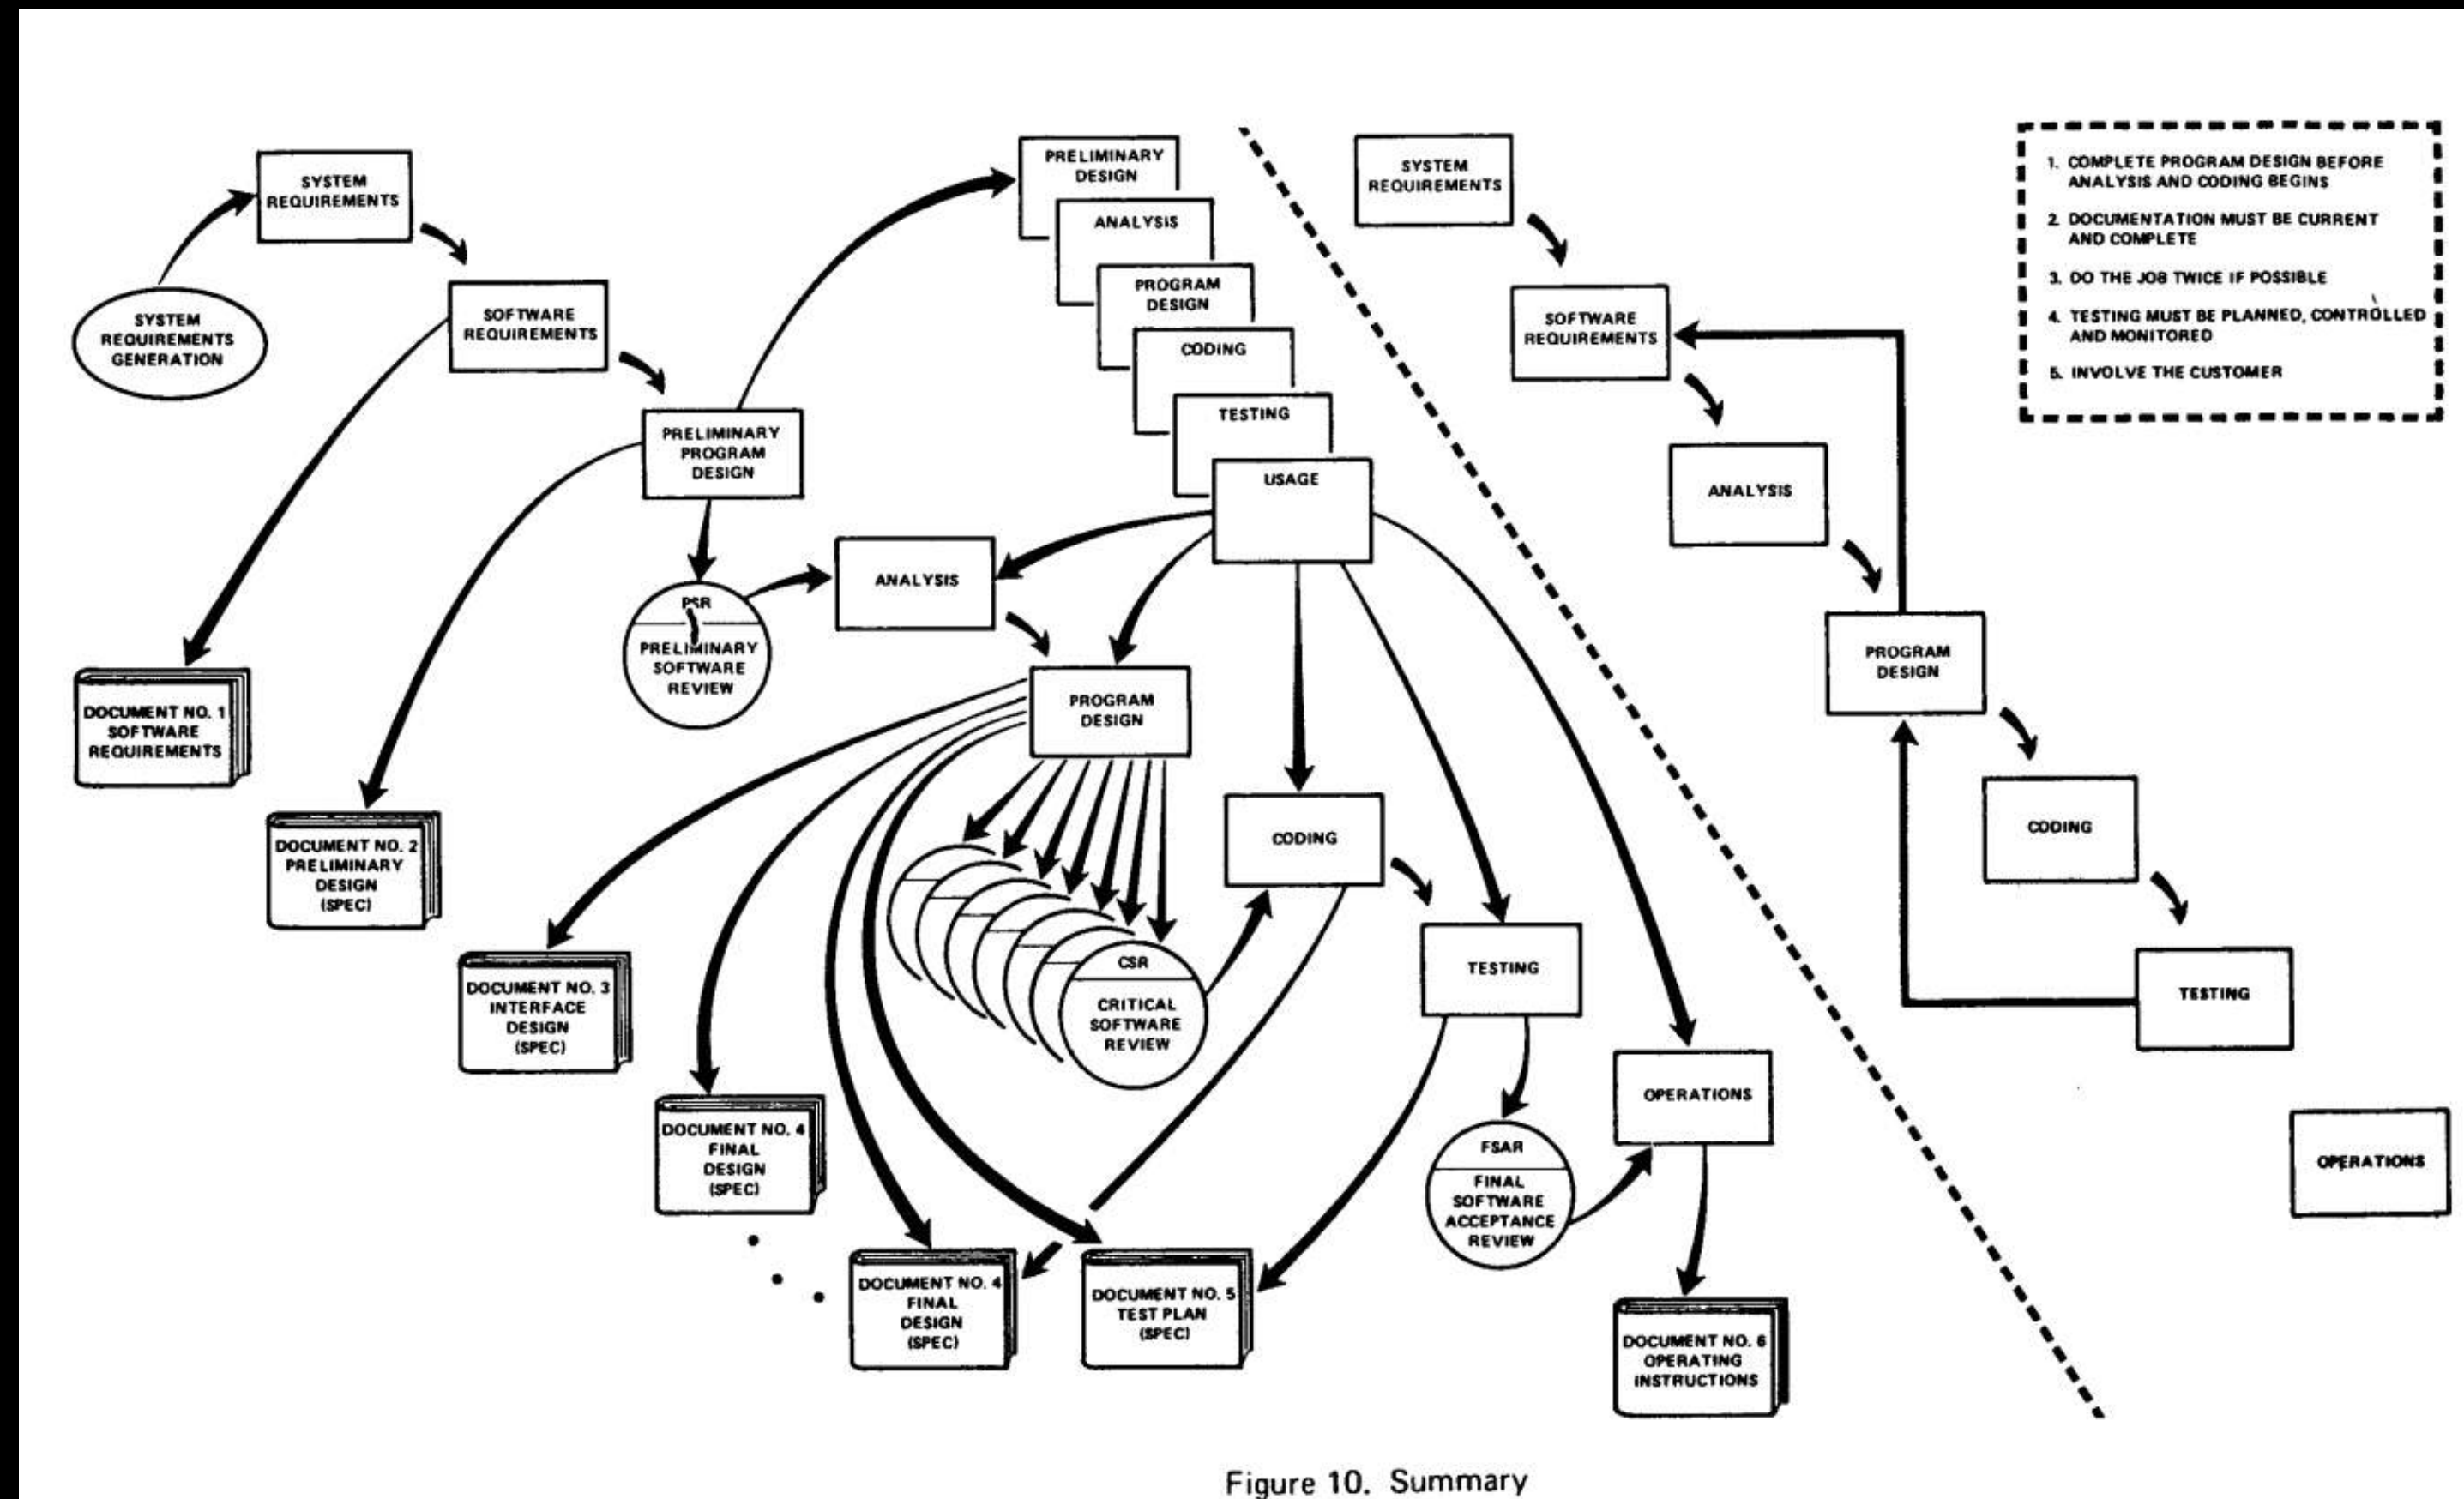 SYSTEM
REQUIREMENTS
SYSTEM
REQUIREMENTS
GENERATION
SOFTWARE
REQUIREMENTS
PRELIMINARY
PROGRAM
DESIGN
PSR
PRELIMINARY
SOFTWARE
REVIEW
PRELIMINARY
DESIGN
ANALYSIS
PROGRAM
DESIGN
CODING
TESTING
USAGE
ANALYSIS
PROGRAM
DESIGN
CSR
CRITICAL
SOFTWARE
REVIEW
CODING
TESTING
FSAR
FINAL
SOFTWARE
ACCEPTANCE
REVIEW
OPERATIONS
DOCUMENT NO. 1
SOFTWARE
REQUIREMENTS
DOCUMENT NO. 2
PRELIMINARY
DESIGN
(SPEC)
DOCUMENT NO. 3
INTERFACE
DESIGN
(SPEC)
DOCUMENT NO. 4
FINAL
DESIGN
(SPEC)
DOCUMENT NO. 4
FINAL
DESIGN
(SPEC)
DOCUMENT NO. 5
TEST PLAN
(SPEC)
DOCUMENT NO. 6
OPERATING
INSTRUCTIONS
SYSTEM
REQUIREMENTS
SOFTWARE
REQUIREMENTS
ANALYSIS
PROGRAM
DESIGN
CODING
TESTING
OPERATIONS
1. COMPLETE PROGRAM DESIGN BEFORE
ANALYSIS AND CODING BEGINS
2. DOCUMENTATION MUST BE CURRENT
AND COMPLETE
3. DO THE JOB TWICE IF POSSIBLE
4. TESTING MUST BE PLANNED, CONTROLLED
AND MONITORED
5. INVOLVE THE CUSTOMER
Figure 10. Summary